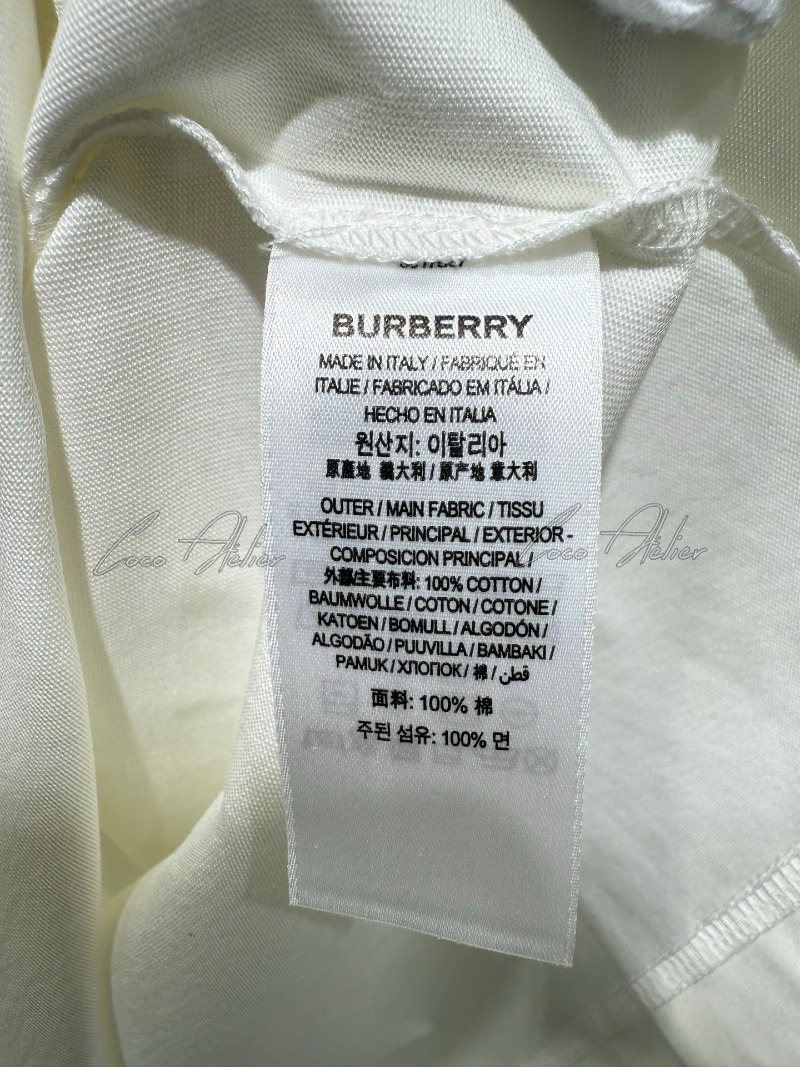 BURBERRY
MADE IN ITALY / FABRIQUÉ EN
ITALIE / FABRICADO EM ITÁLIA /
HECHO EN ITALIA
원산지: 이탈리아
原產地 義大利 / 原产地 意大利
OUTER / MAIN FABRIC / TISSU
EXTÉRIEUR / PRINCIPAL / EXTERIOR -
COMPOSICION PRINCIPAL /
外部主要布料: 100% COTTON /
BAUMWOLLE / COTON / COTONE /
KATOEN / BOMULL / ALGODÓN /
ALGODÃO / PUUVILLA / BAMBAKI /
PAMUK / ХЛОПОК / 棉 / قطن
面料: 100% 棉
주된 섬유: 100% 면
Coco Atelier
Coco Atelier